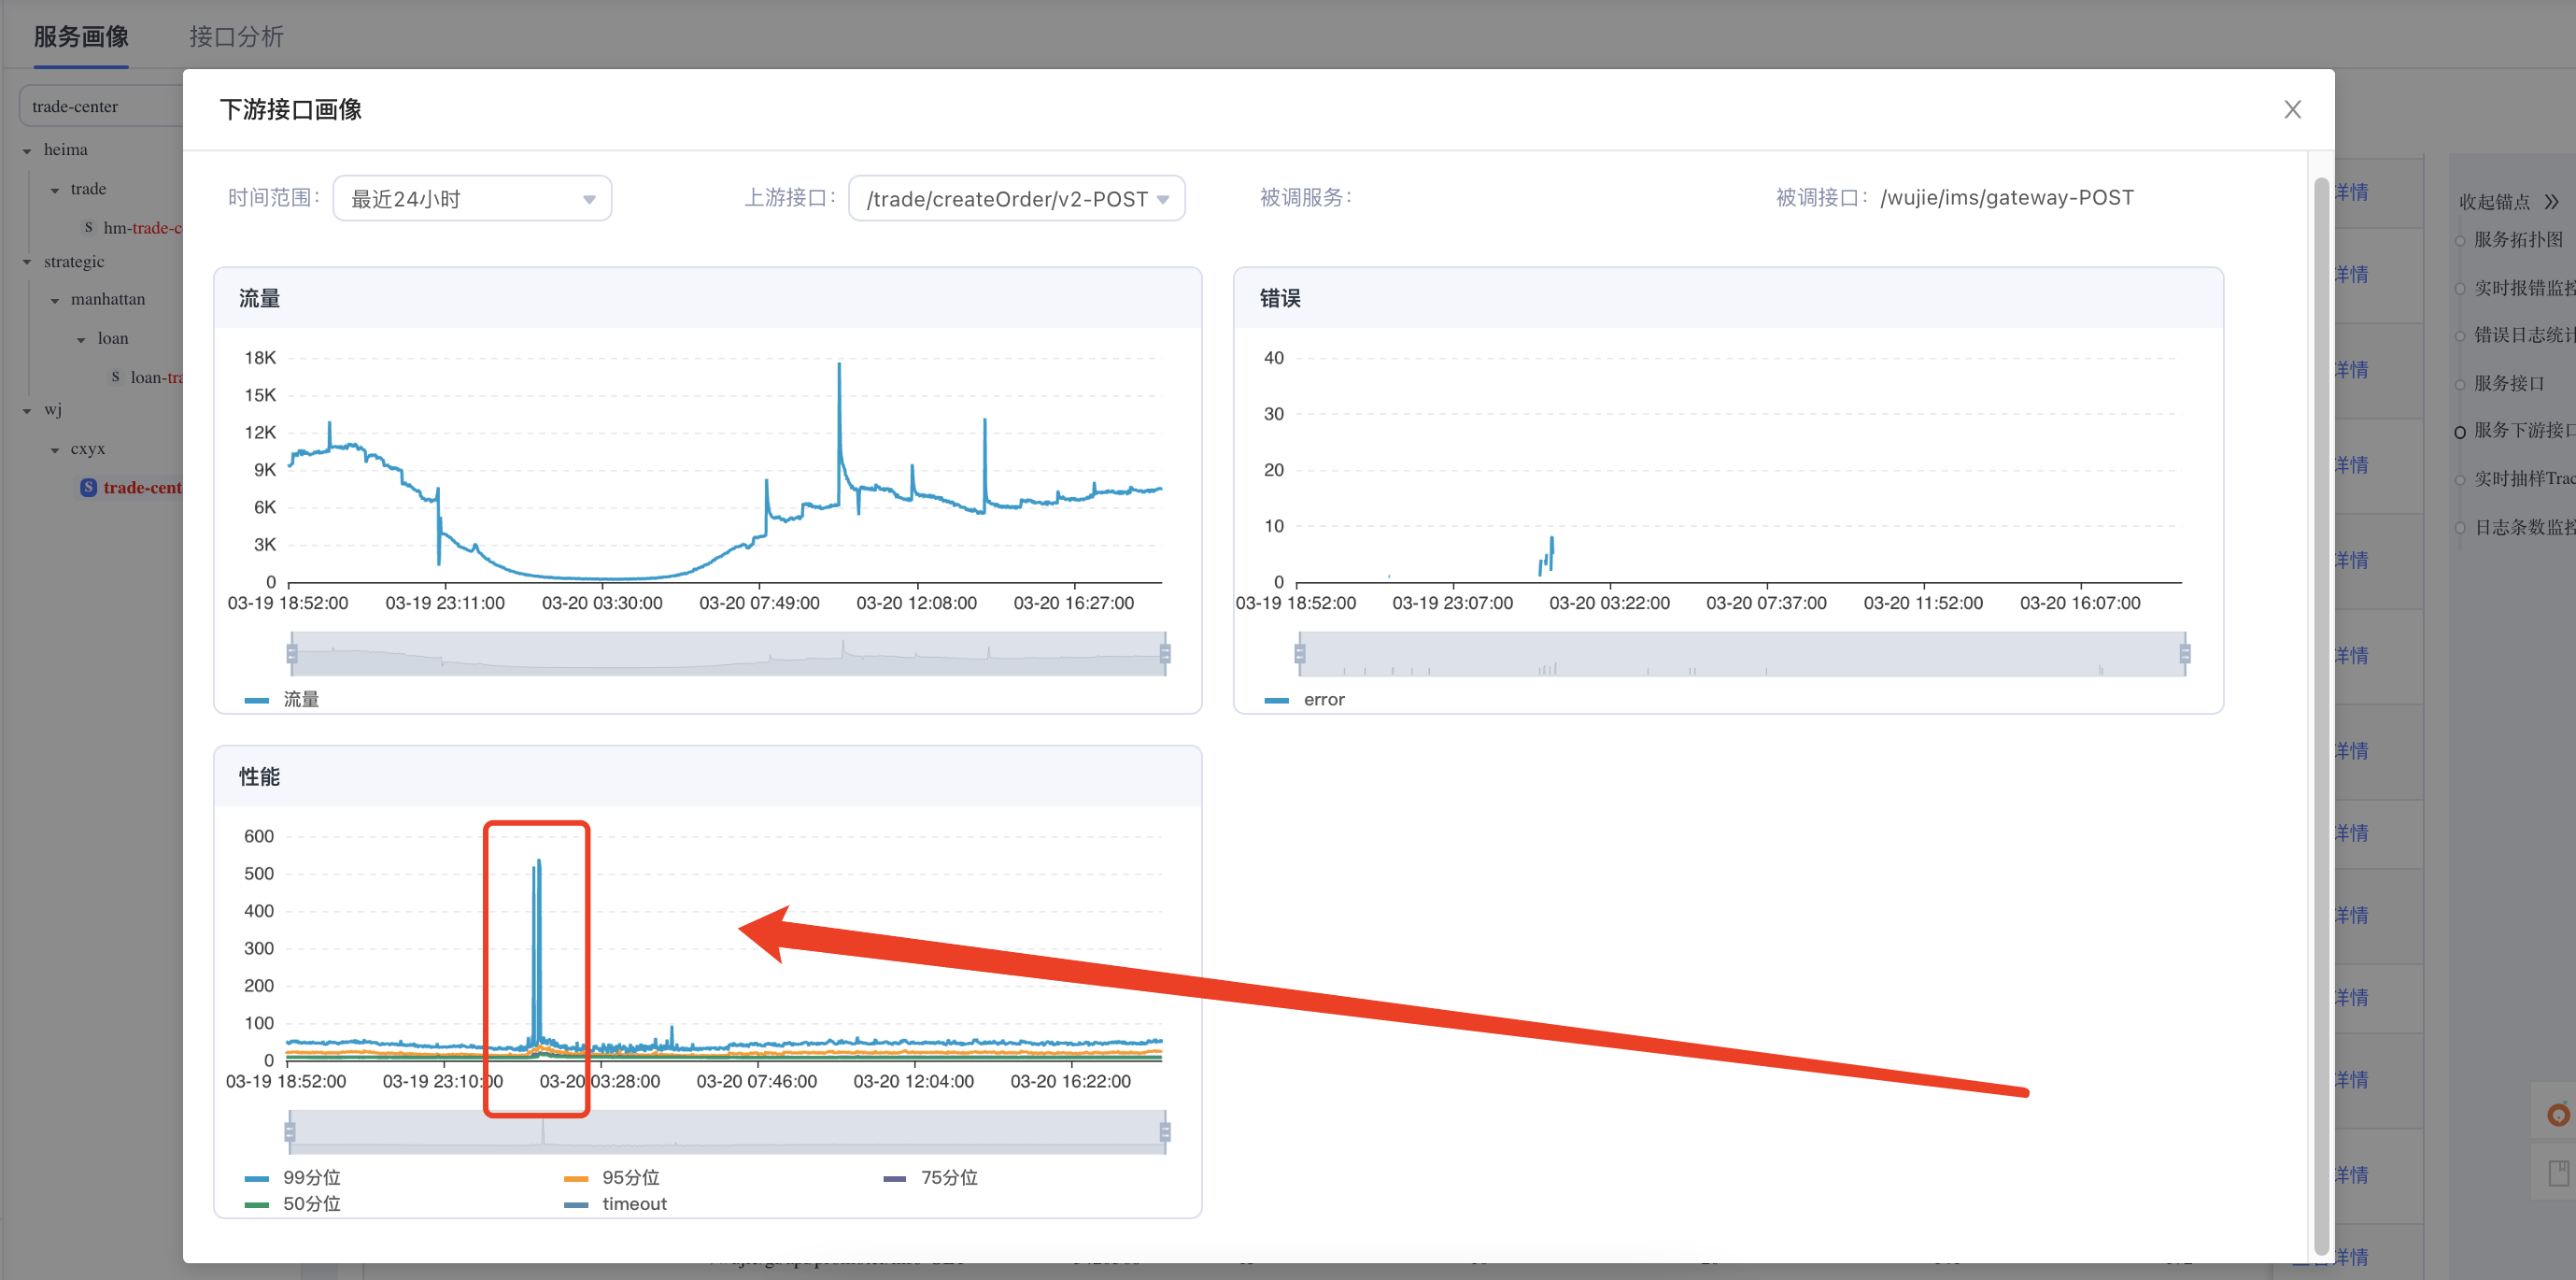 服务画像
接口分析
trade-center
heima
trade
S hm-trade-c
strategic
manhattan
loan
S loan-tra
wj
cxyx
S trade-cent
下游接口画像
时间范围：
最近24小时
上游接口：
/trade/createOrder/v2-POST
被调服务：
被调接口：
/wujie/ims/gateway-POST
流量
18K
15K
12K
9K
6K
3K
0
03-19 18:52:00
03-19 23:11:00
03-20 03:30:00
03-20 07:49:00
03-20 12:08:00
03-20 16:27:00
流量
错误
40
30
20
10
0
03-19 18:52:00
03-19 23:07:00
03-20 03:22:00
03-20 07:37:00
03-20 11:52:00
03-20 16:07:00
error
性能
600
500
400
300
200
100
0
03-19 18:52:00
03-19 23:10:00
03-20 03:28:00
03-20 07:46:00
03-20 12:04:00
03-20 16:22:00
99分位
95分位
75分位
50分位
timeout
详情
详情
详情
详情
详情
详情
详情
详情
详情
详情
详情
详情
详情
收起锚点
服务拓扑图
实时报错监控
错误日志统计
服务接口
服务下游接口
实时抽样Trac
日志条数监控